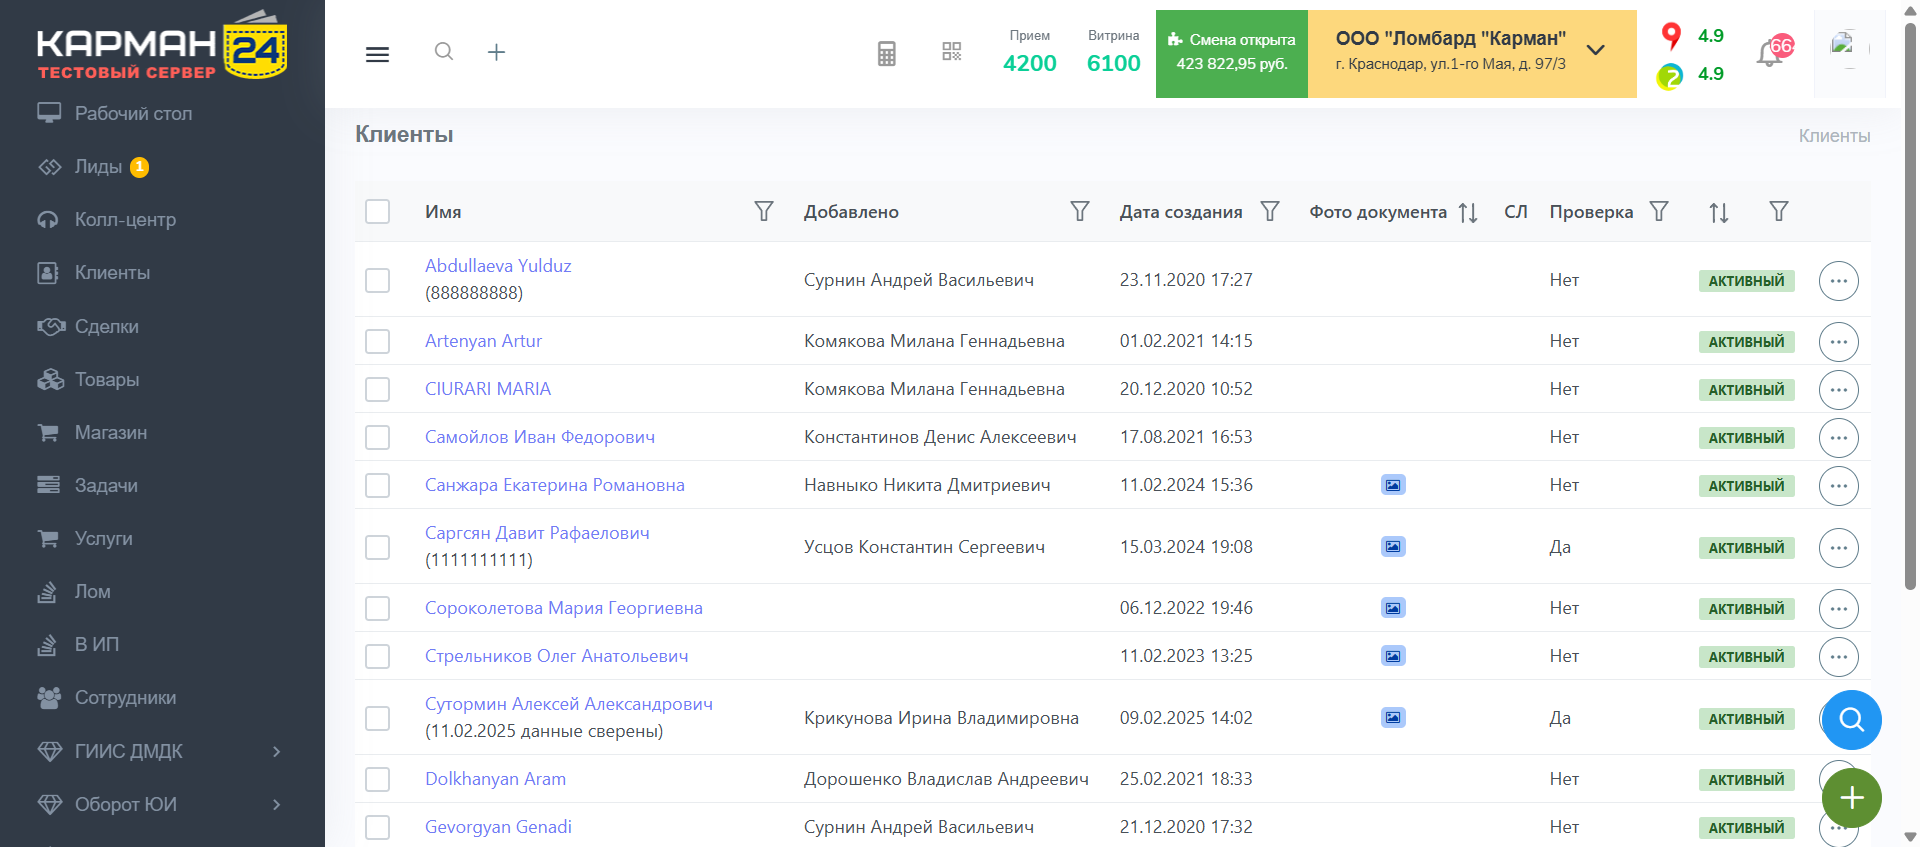 КАРМАН 24
ТЕСТОВЫЙ СЕРВЕР
Рабочий стол
Лиды 1
Колл-центр
Клиенты
Сделки
Товары
Магазин
Задачи
Услуги
Лом
В ИП
Сотрудники
ГИИС ДМДК
Оборот ЮИ
Прием
4200
Витрина
6100
Смена открыта
423 822,95 руб.
ООО "Ломбард "Карман"
г. Краснодар, ул.1-го Мая, д. 97/3
4.9
4.9
Клиенты
Клиенты
Имя Добавлено Дата создания Фото документа СЛ Проверка
Abdullaeva Yulduz
(888888888)
Сурнин Андрей Васильевич 23.11.2020 17:27 Нет АКТИВНЫЙ
Artenyan Artur Комякова Милана Геннадьевна 01.02.2021 14:15 Нет АКТИВНЫЙ
CIURARI MARIA Комякова Милана Геннадьевна 20.12.2020 10:52 Нет АКТИВНЫЙ
Самойлов Иван Федорович Константинов Денис Алексеевич 17.08.2021 16:53 Нет АКТИВНЫЙ
Санжара Екатерина Романовна Навныко Никита Дмитриевич 11.02.2024 15:36 Нет АКТИВНЫЙ
Саргсян Давит Рафаелович
(1111111111)
Усцов Константин Сергеевич 15.03.2024 19:08 Да АКТИВНЫЙ
Сороколетова Мария Георгиевна 06.12.2022 19:46 Нет АКТИВНЫЙ
Стрельников Олег Анатольевич 11.02.2023 13:25 Нет АКТИВНЫЙ
Сутормин Алексей Александрович
(11.02.2025 данные сверены)
Крикунова Ирина Владимировна 09.02.2025 14:02 Да АКТИВНЫЙ
Dolkhanyan Aram Дорошенко Владислав Андреевич 25.02.2021 18:33 Нет АКТИВНЫЙ
Gevorgyan Genadi Сурнин Андрей Васильевич 21.12.2020 17:32 Нет АКТИВНЫЙ